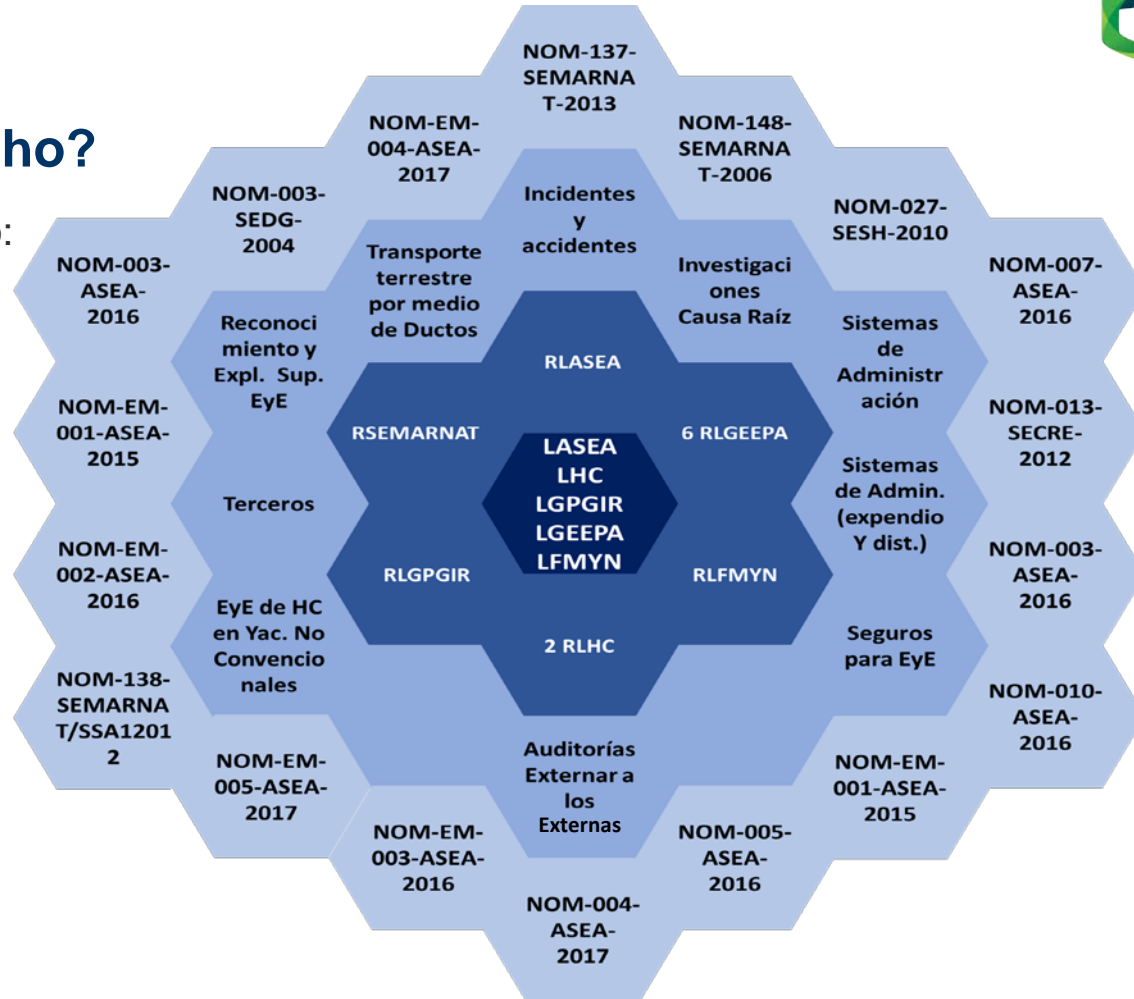 ho?
o:
NOM-137-
SEMARNA
T-2013
NOM-EM-
004-ASEA-
2017
NOM-148-
SEMARNA
T-2006
NOM-003-
SEDG-
2004
NOM-027-
SESH-2010
NOM-003-
ASEA-
2016
NOM-007-
ASEA-
2016
NOM-EM-
001-ASEA-
2015
NOM-013-
SECRE-
2012
NOM-EM-
002-ASEA-
2016
NOM-003-
ASEA-
2016
NOM-138-
SEMARNA
T/SSA1201
2
NOM-010-
ASEA-
2016
NOM-EM-
005-ASEA-
2017
NOM-EM-
001-ASEA-
2015
NOM-EM-
003-ASEA-
2016
NOM-005-
ASEA-
2016
NOM-004-
ASEA-
2017
Incidentes
y
accidentes
Transporte
terrestre
por medio
de Ductos
Investigaci
ones
Causa Raíz
Reconoci
miento y
Expl. Sup.
EyE
Sistemas
de
Administr
ación
Terceros
Sistemas
de Admin.
(expendio
Y dist.)
EyE de HC
en Yac. No
Convencio
nales
Seguros
para EyE
Auditorías
Externar a
los
Externas
RLASEA
RSEMARNAT
6 RLGEEPA
RLGPGIR
RLFMYN
2 RLHC
LASEA
LHC
LGPGIR
LGEEPA
LFMYN